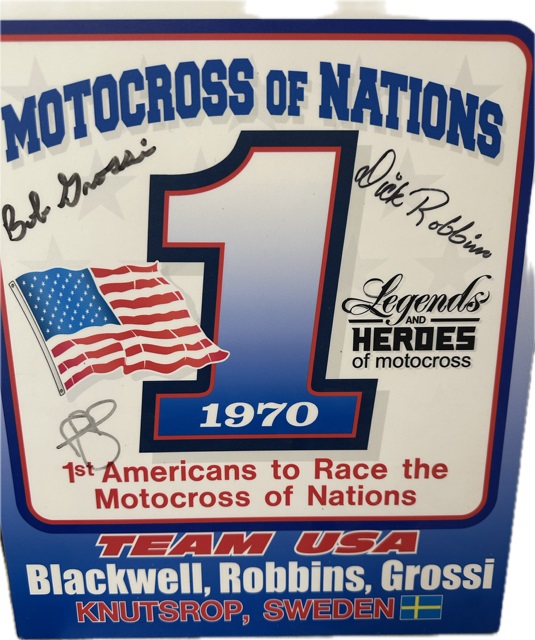 MOTOCROSS OF NATIONS
Bob Grossi
Dick Robbins
1
Legends
AND
HEROES
of motocross
1970
1st Americans to Race the
Motocross of Nations
TEAM USA
Blackwell, Robbins, Grossi
KNUTSROP, SWEDEN